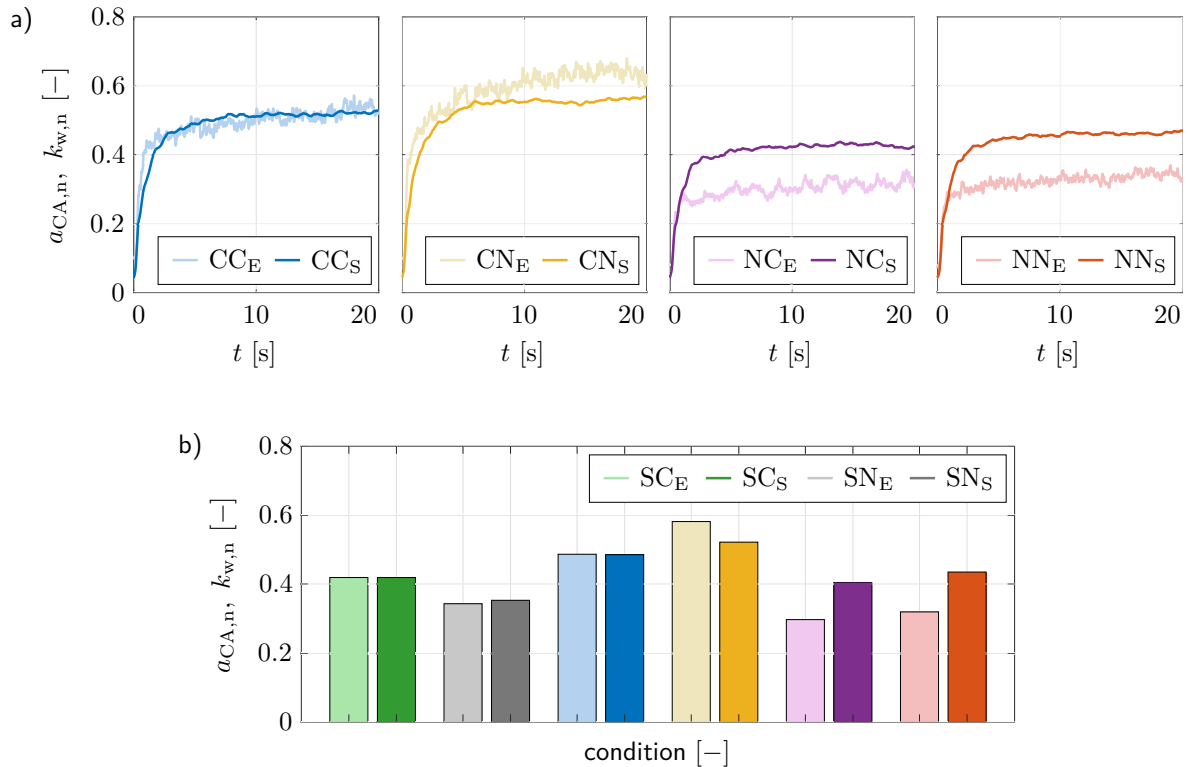 a)
a_CA,n, k_w,n [−]
0.8
0.6
0.4
0.2
0
CC_E CC_S
CN_E CN_S
NC_E NC_S
NN_E NN_S
0 10 20
0 10 20
0 10 20
0 10 20
t [s]
t [s]
t [s]
t [s]
b)
a_CA,n, k_w,n [−]
0.8
0.6
0.4
0.2
0
SC_E SC_S SN_E SN_S
condition [−]